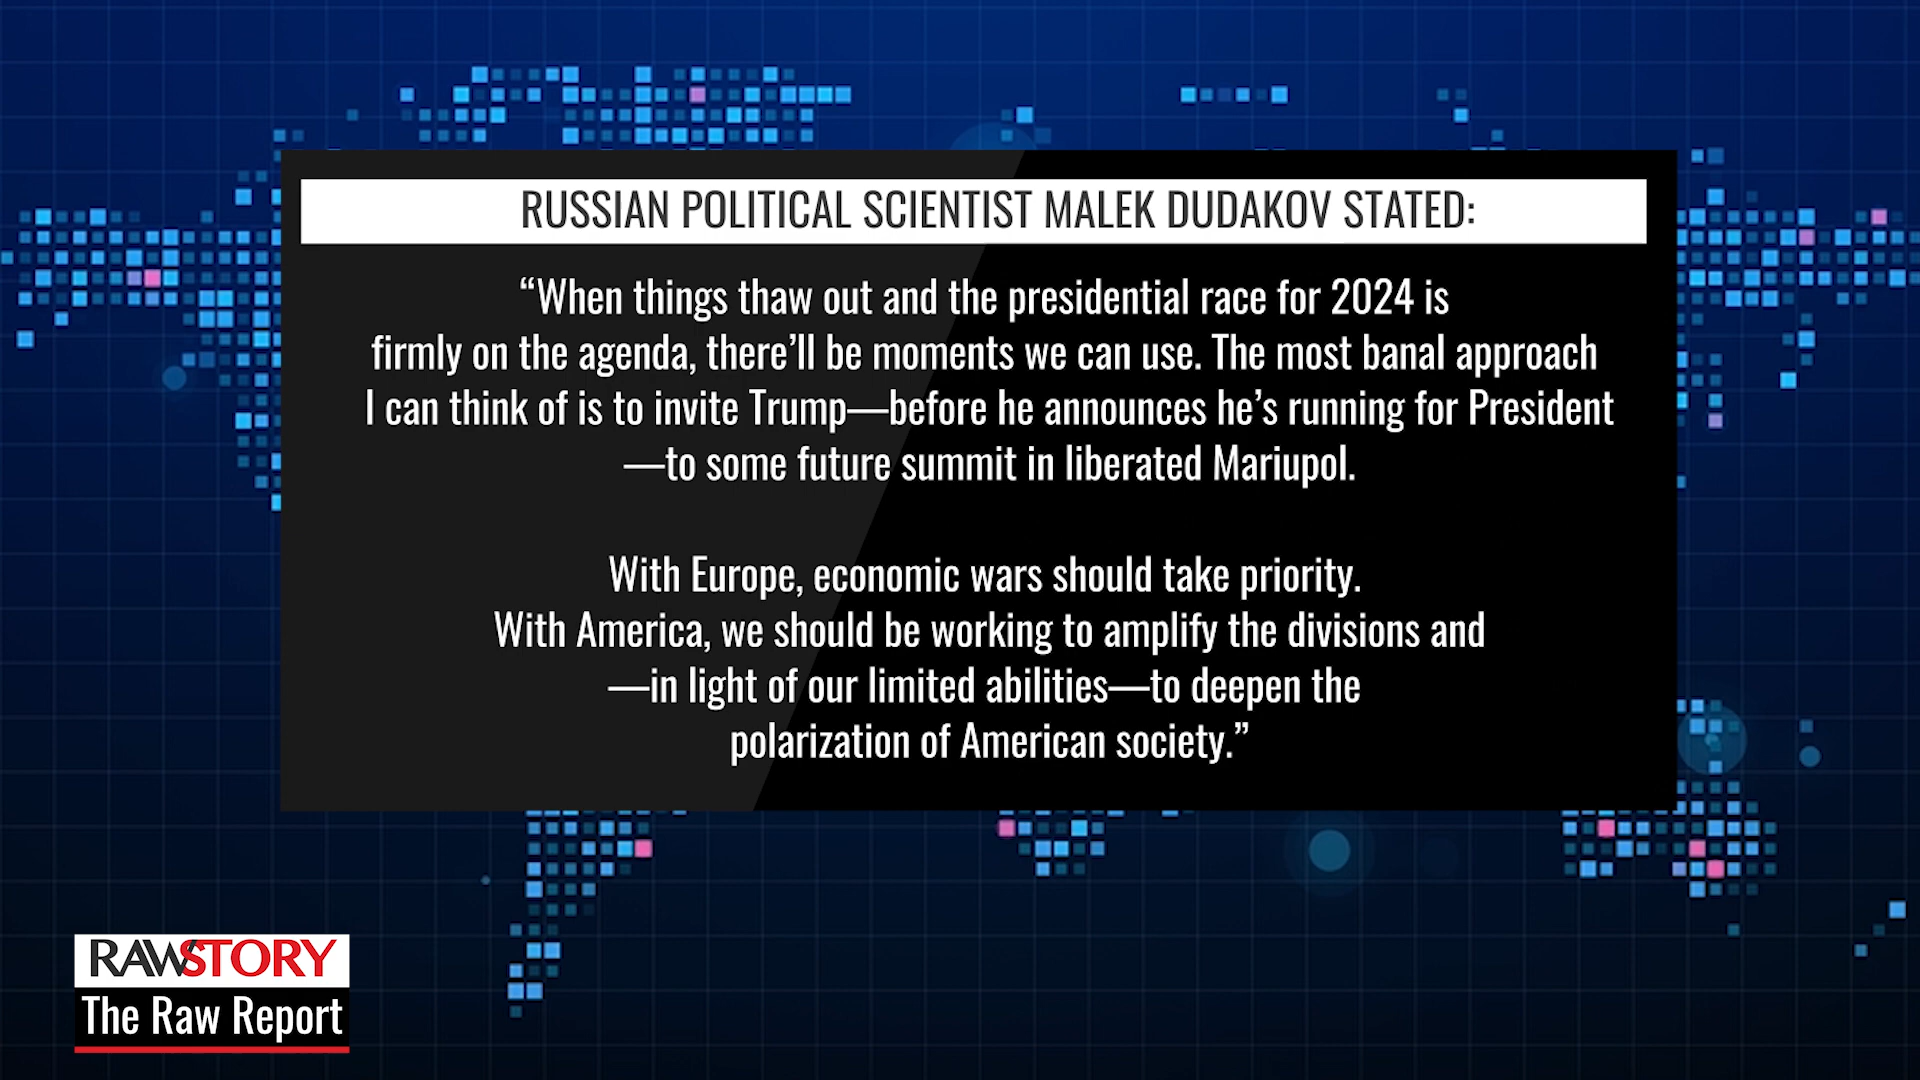 RUSSIAN POLITICAL SCIENTIST MALEK DUDAKOV STATED:
“When things thaw out and the presidential race for 2024 is
firmly on the agenda, there’ll be moments we can use. The most banal approach
I can think of is to invite Trump—before he announces he’s running for President
—to some future summit in liberated Mariupol.
With Europe, economic wars should take priority.
With America, we should be working to amplify the divisions and
—in light of our limited abilities—to deepen the
polarization of American society.”
RAWSTORY
The Raw Report